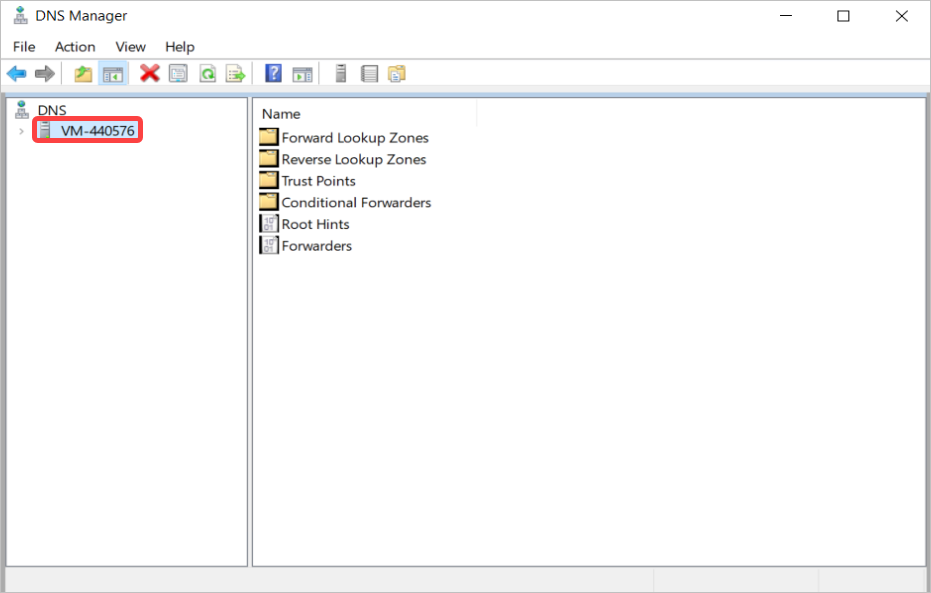 DNS Manager
File Action View Help
DNS
VM-440576
Name
Forward Lookup Zones
Reverse Lookup Zones
Trust Points
Conditional Forwarders
Root Hints
Forwarders